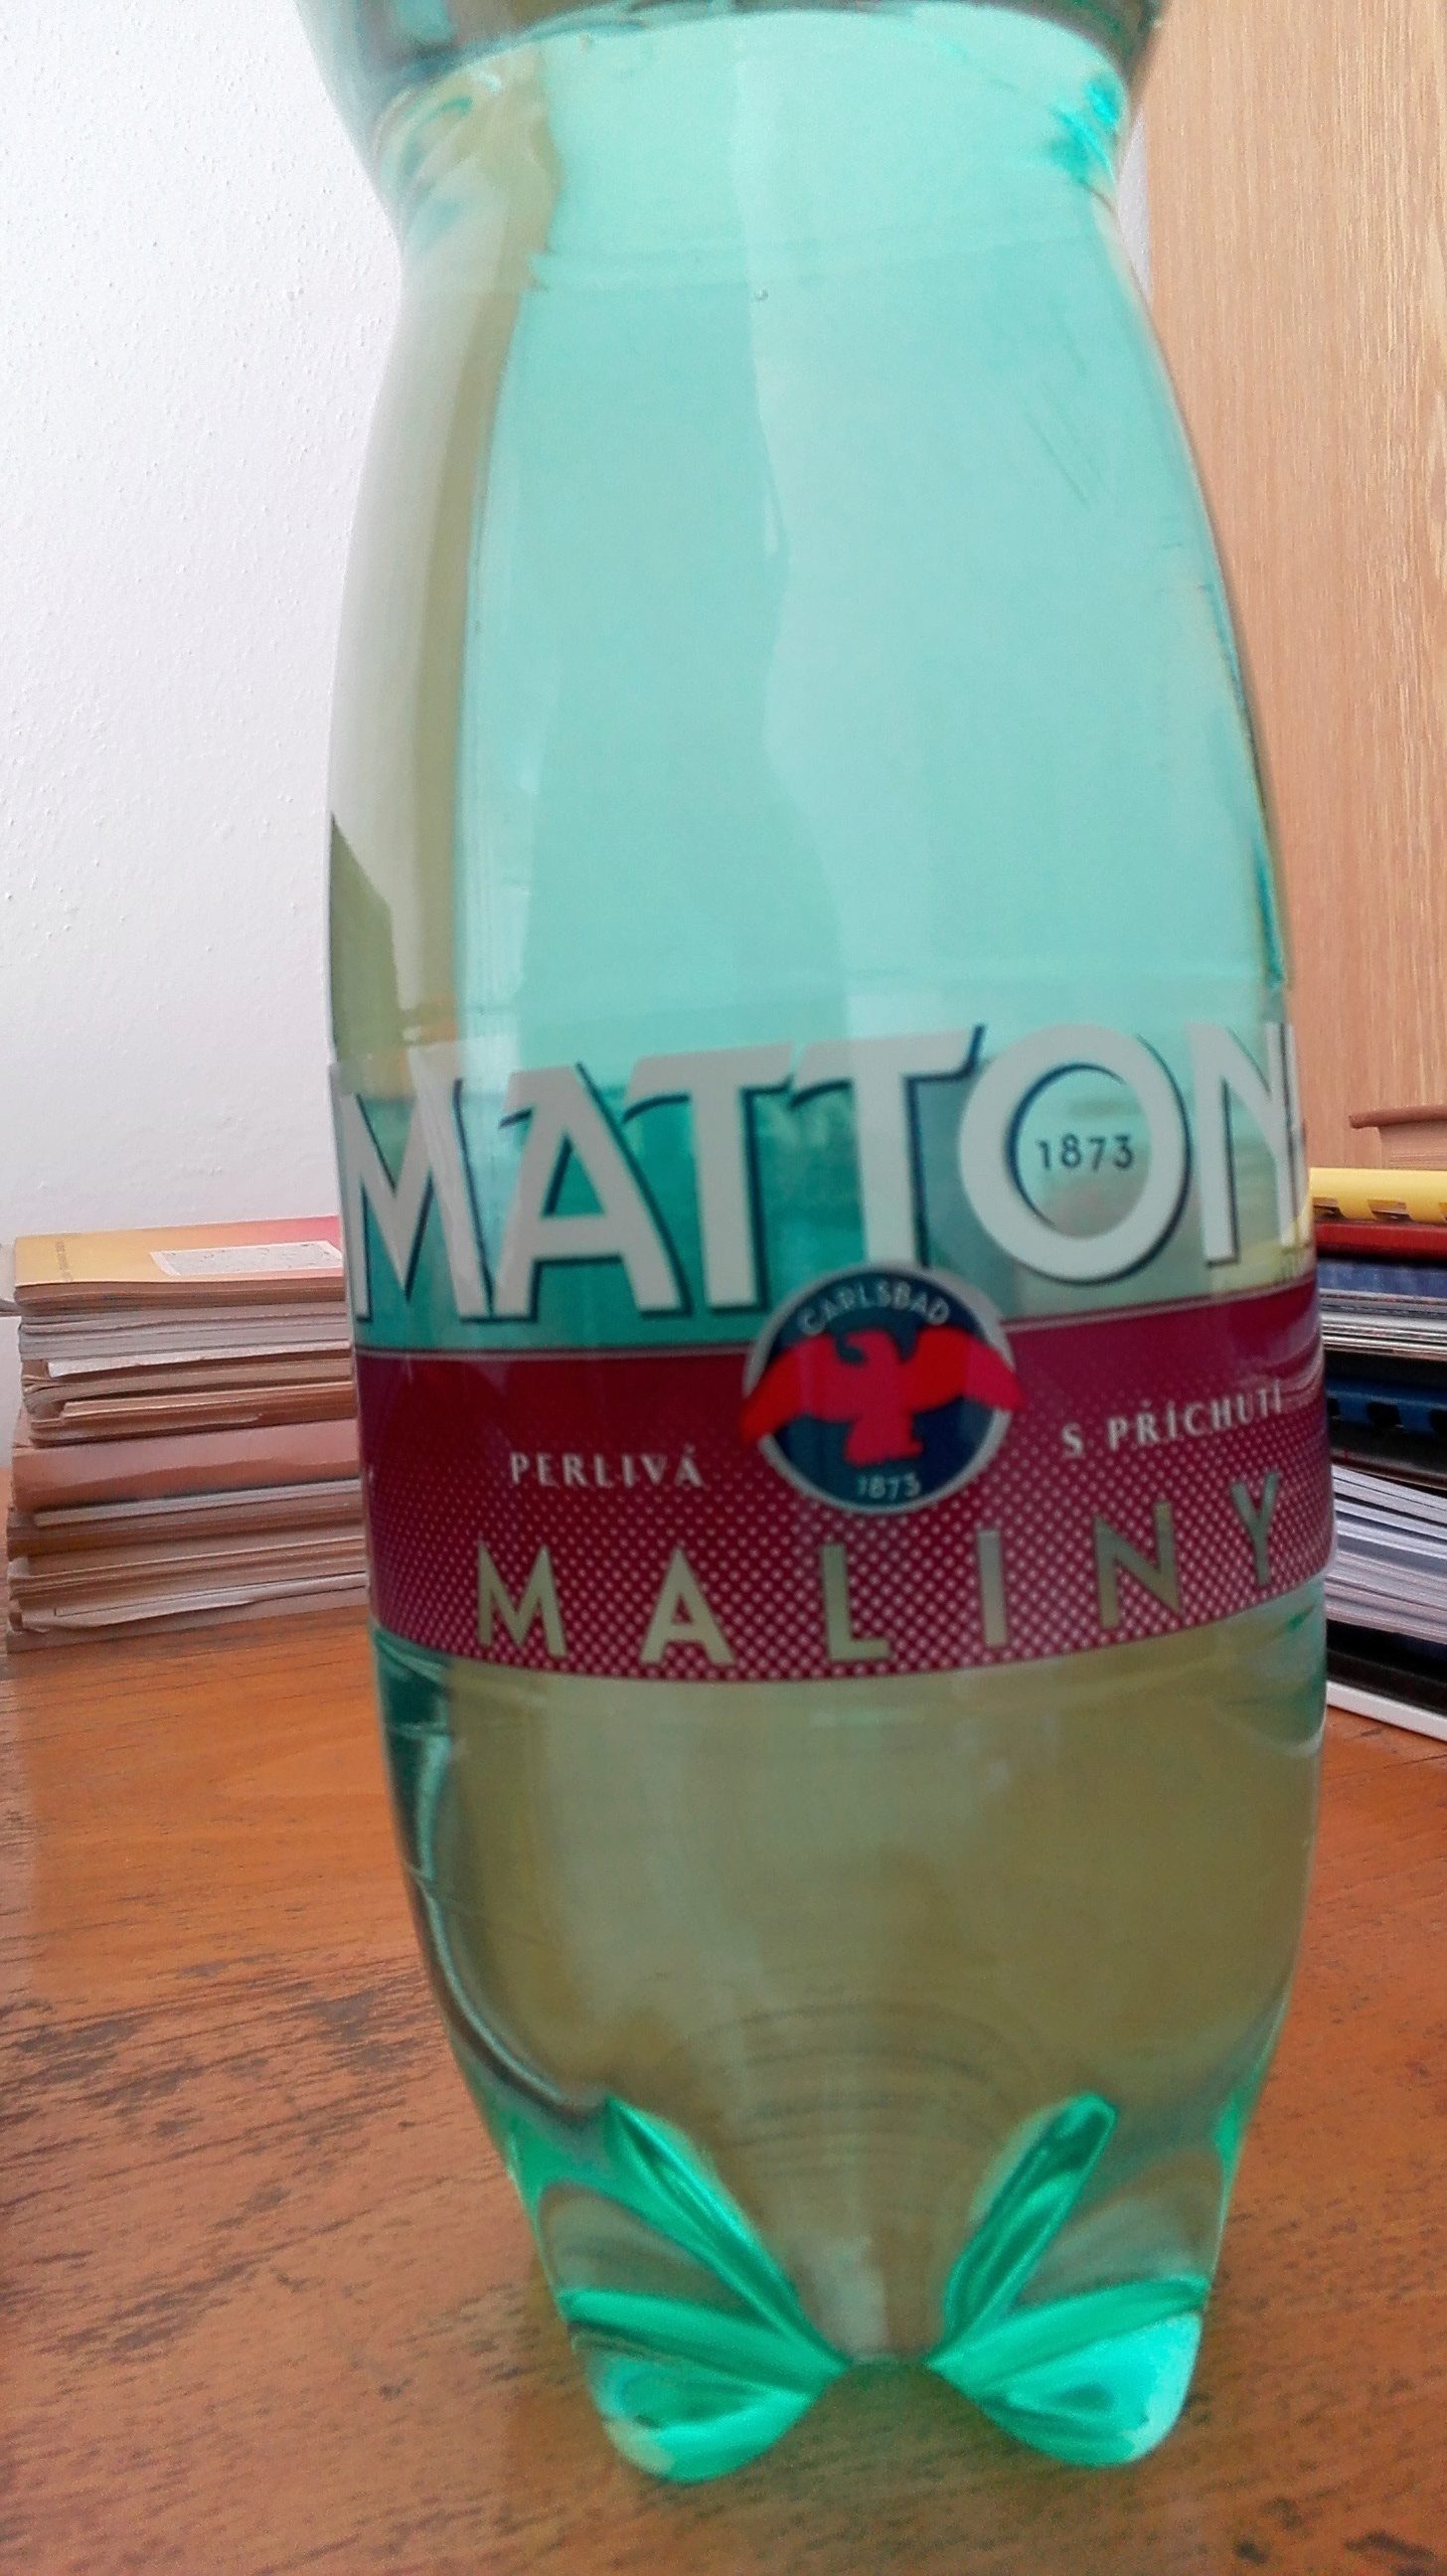 MATTON
1873
CARLSBAD
1873
PERLIVÁ
S PŘÍCHUTÍ
MALINY